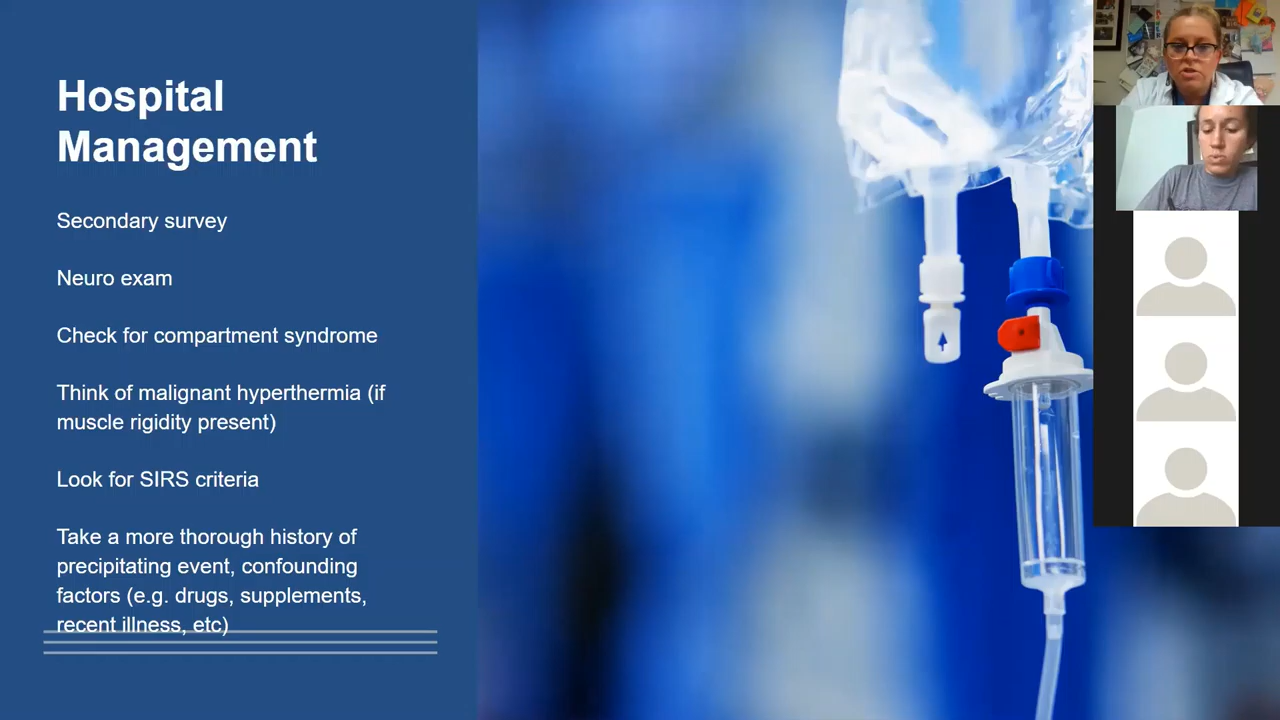 Hospital
Management
Secondary survey
Neuro exam
Check for compartment syndrome
Think of malignant hyperthermia (if
muscle rigidity present)
Look for SIRS criteria
Take a more thorough history of
precipitating event, confounding
factors (e.g. drugs, supplements,
recent illness, etc)